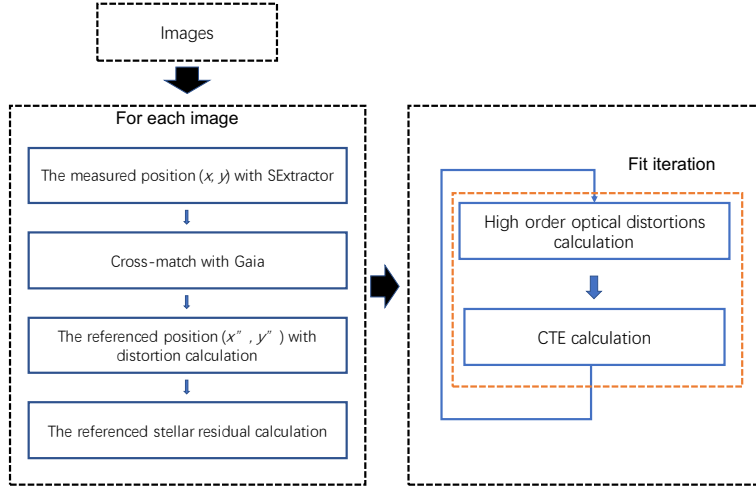 Images
For each image
The measured position (x, y) with SExtractor
Cross-match with Gaia
The referenced position (x″, y″) with
distortion calculation
The referenced stellar residual calculation
Fit iteration
High order optical distortions
calculation
CTE calculation